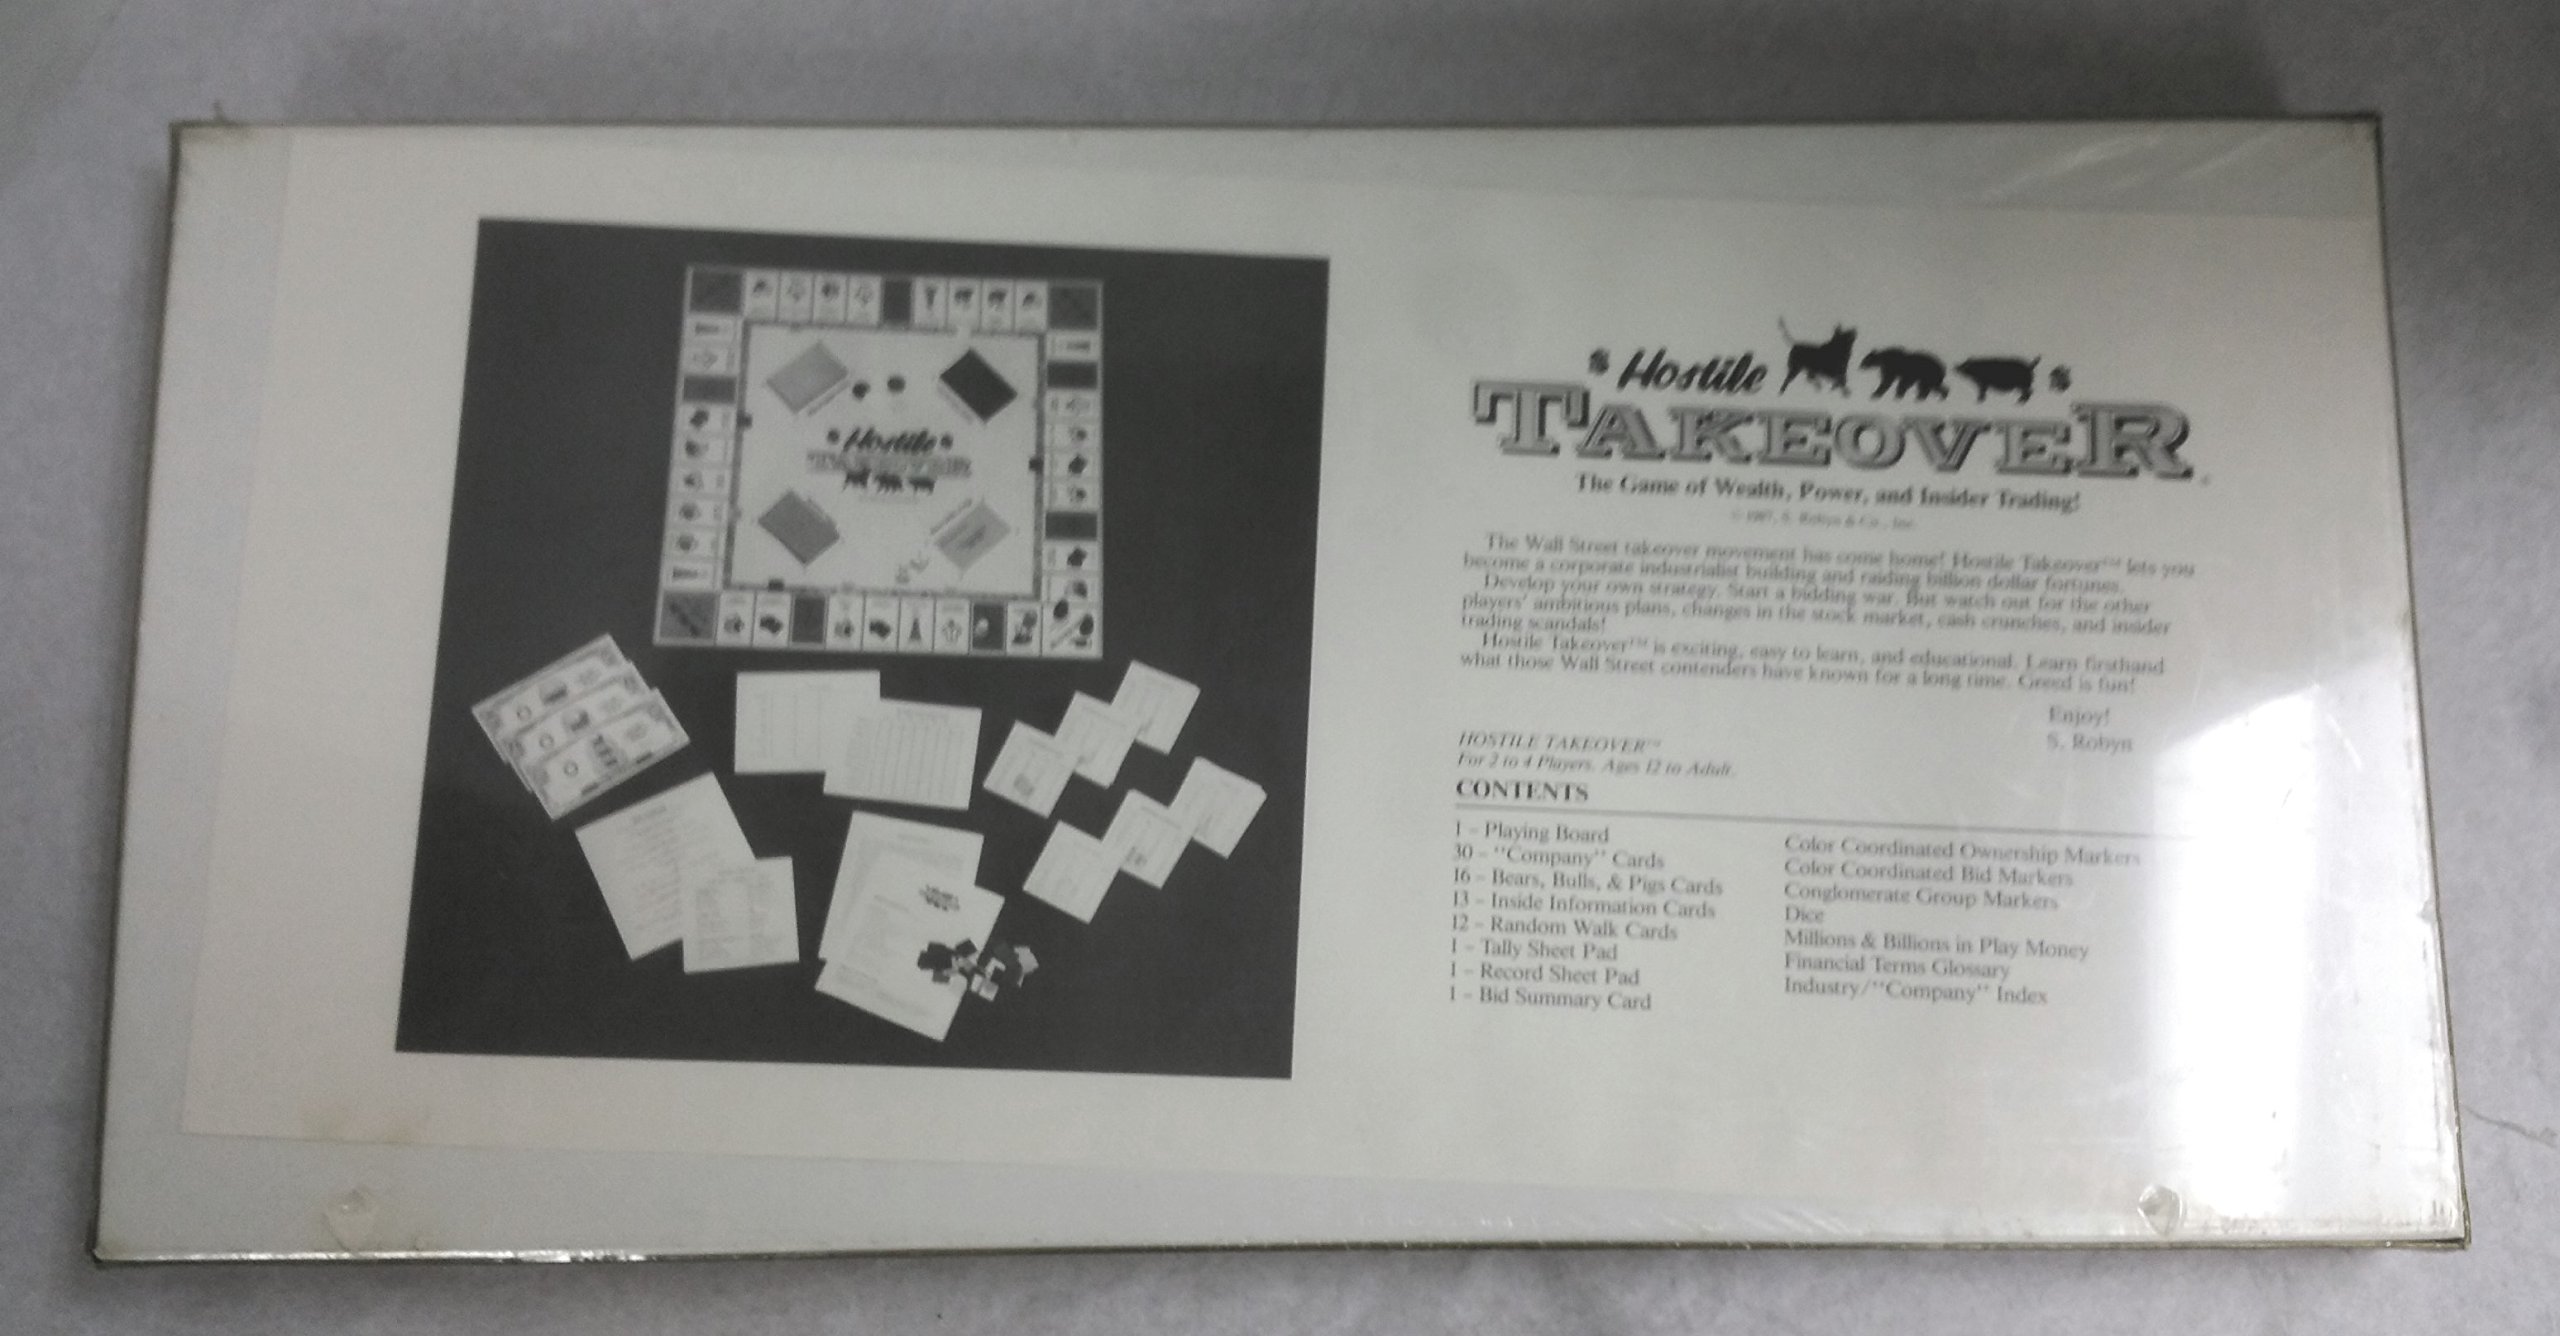 Hostile
TAKEOVER
Hostile
TAKEOVER
The Game of Wealth, Power, and Insider Trading!
© 1987, S. Robyn & Co., Inc.
The Wall Street takeover movement has come home! Hostile Takeover™ lets you
become a corporate industrialist building and raiding billion dollar fortunes.
Develop your own strategy. Start a bidding war. But watch out for the other
players' ambitious plans, changes in the stock market, cash crunches, and insider
trading scandals!
Hostile Takeover™ is exciting, easy to learn, and educational. Learn firsthand
what those Wall Street contenders have known for a long time. Greed is fun!
Enjoy!
S. Robyn
HOSTILE TAKEOVER™
For 2 to 4 Players. Ages 12 to Adult.
CONTENTS
1 - Playing Board
30 - "Company" Cards
16 - Bears, Bulls, & Pigs Cards
13 - Inside Information Cards
12 - Random Walk Cards
1 - Tally Sheet Pad
1 - Record Sheet Pad
1 - Bid Summary Card
Color Coordinated Ownership Markers
Color Coordinated Bid Markers
Conglomerate Group Markers
Dice
Millions & Billions in Play Money
Financial Terms Glossary
Industry/"Company" Index